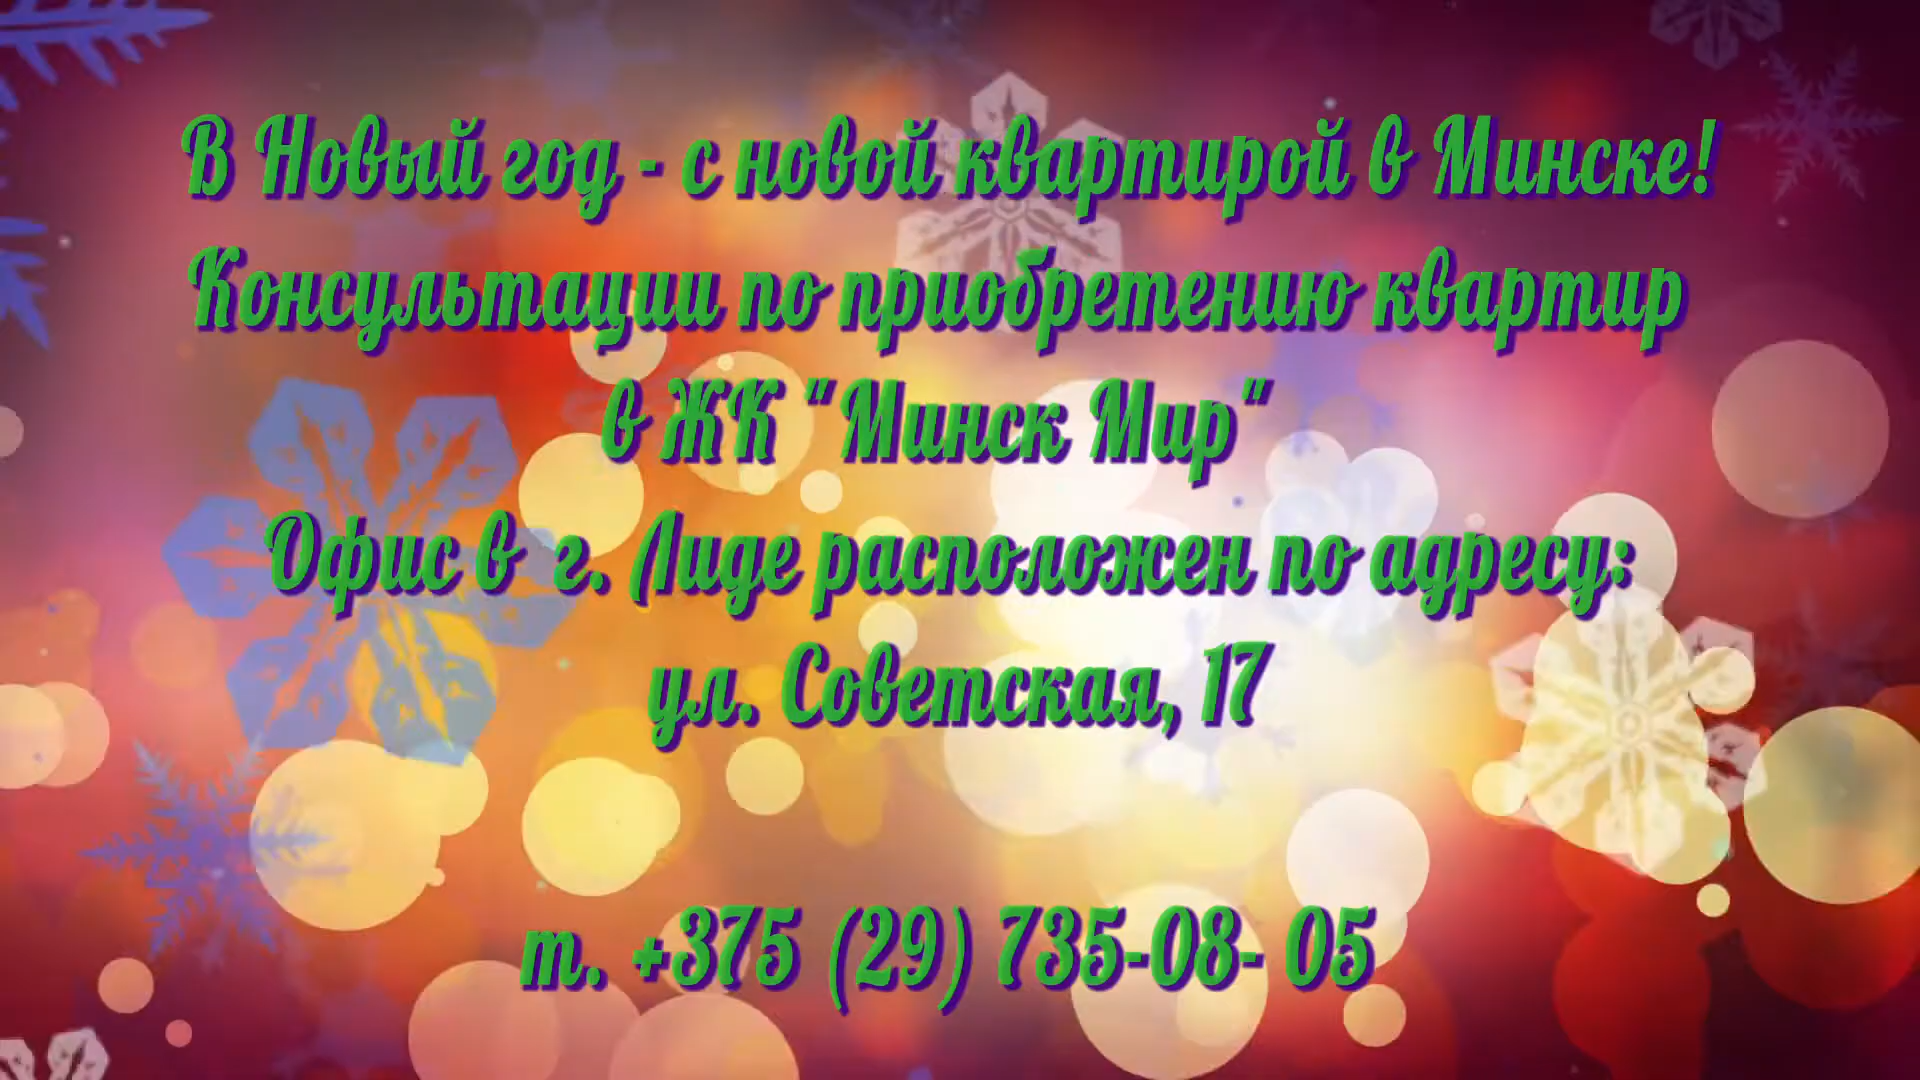 В Новый год - с новой квартирой в Минске!
Консультации по приобретению квартир
в ЖК "Минск Мир"
Офис в г. Лиде расположен по адресу:
ул. Советская, 17
т. +375 (29) 735-08- 05